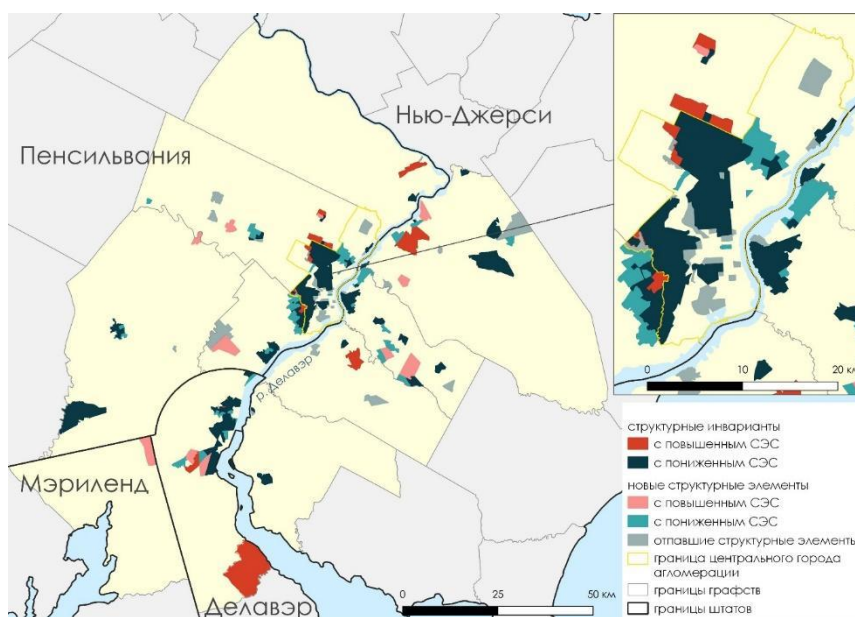 Нью-Джерси
Пенсильвания
р. Делавэр
Мэриленд
Делавэр
0 25 50 км
0 10 20 км
структурные инварианты
с повышенным СЭС
с пониженным СЭС
новые структурные элементы
с повышенным СЭС
с пониженным СЭС
отпавшие структурные элементы
граница центрального города
агломерации
границы графств
границы штатов